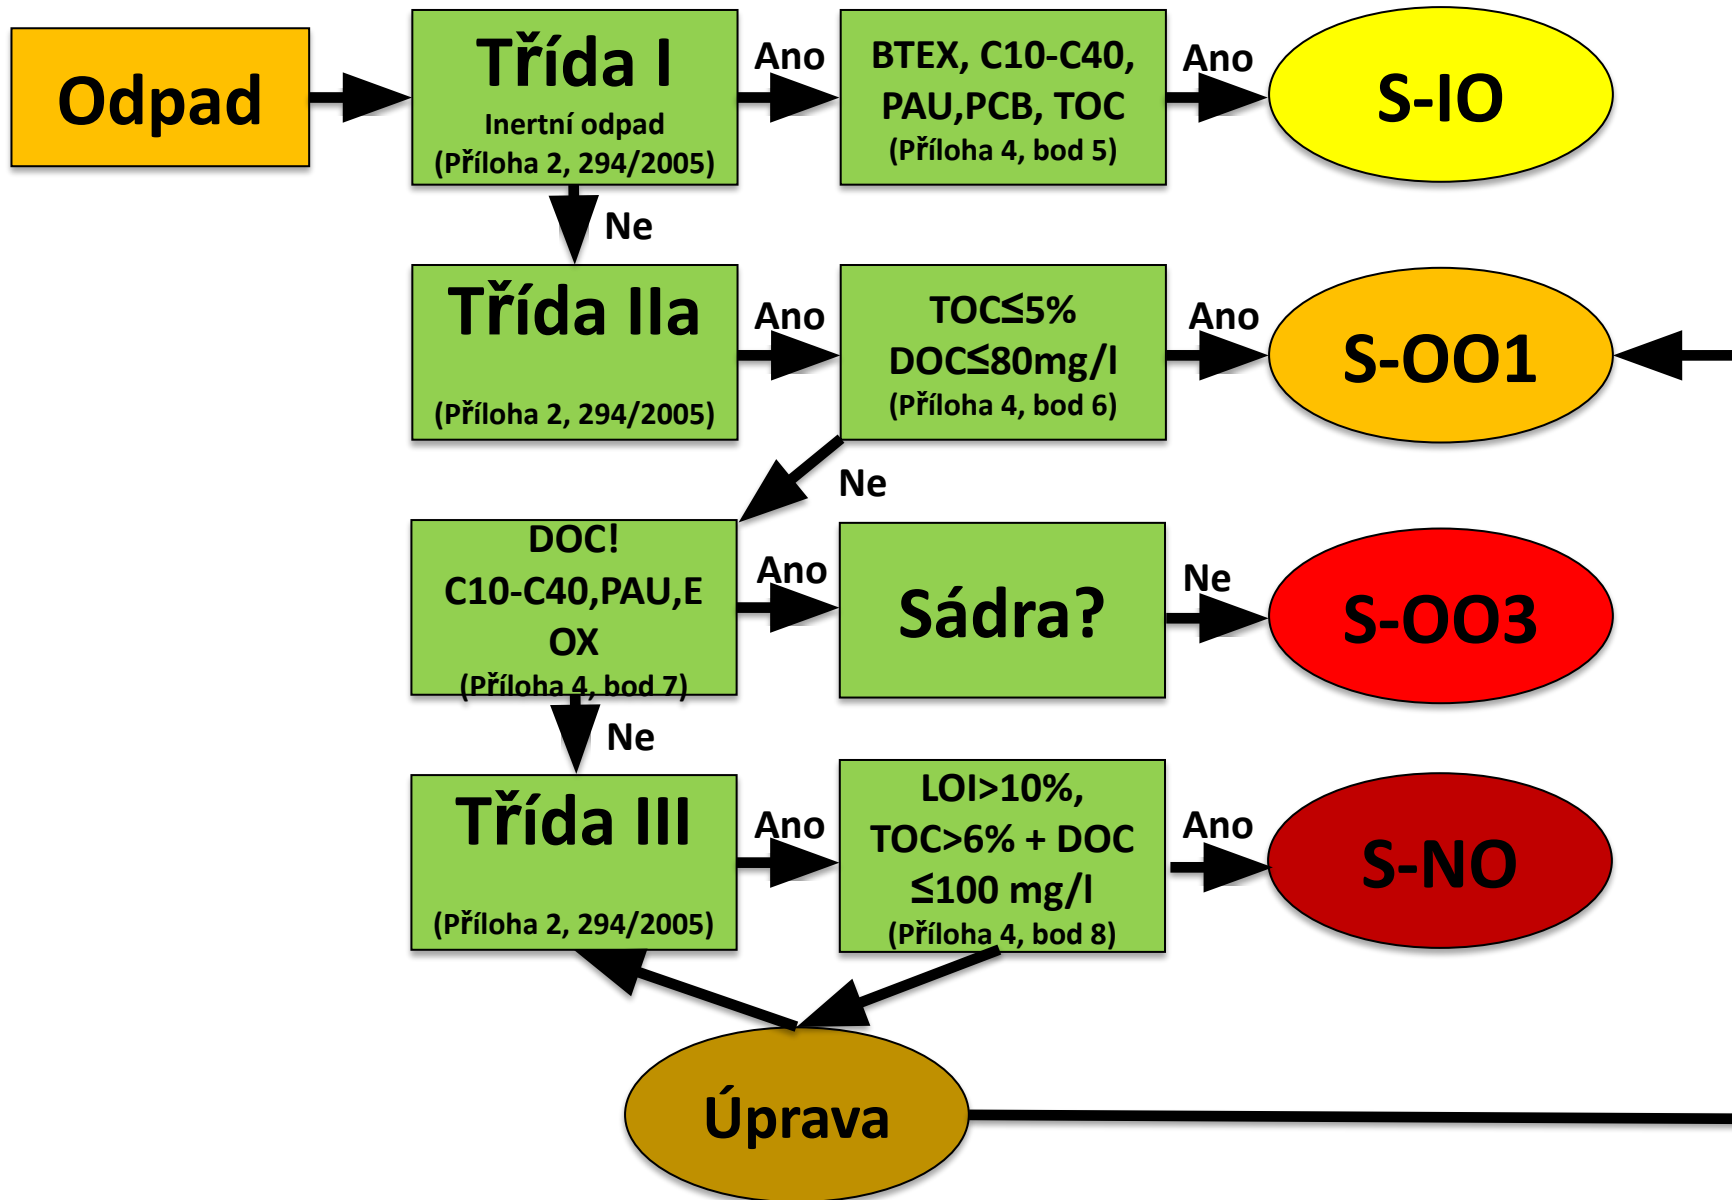 Odpad
Třída I
Inertní odpad
(Příloha 2, 294/2005)
Ano
BTEX, C10-C40,
PAU,PCB, TOC
(Příloha 4, bod 5)
Ano
S-IO
Ne
Třída IIa
(Příloha 2, 294/2005)
Ano
TOC≤5%
DOC≤80mg/l
(Příloha 4, bod 6)
Ano
S-OO1
Ne
DOC!
C10-C40,PAU,E
OX
(Příloha 4, bod 7)
Ano
Sádra?
Ne
S-OO3
Ne
Třída III
(Příloha 2, 294/2005)
Ano
LOI>10%,
TOC>6% + DOC
≤100 mg/l
(Příloha 4, bod 8)
Ano
S-NO
Úprava